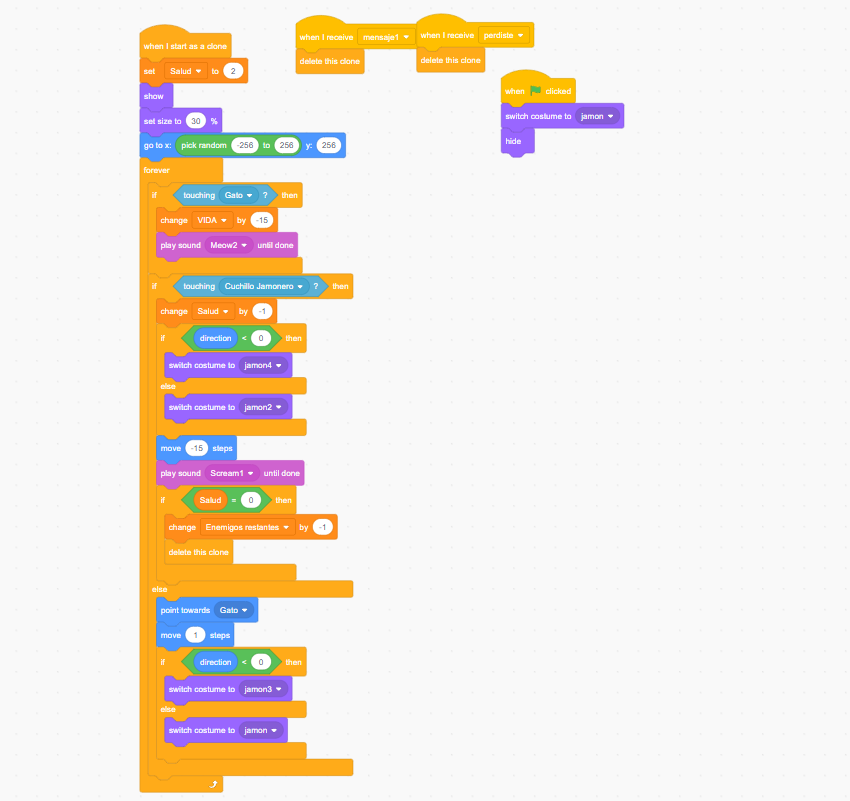 when I start as a clone
set Salud to 2
show
set size to 30 %
go to x: pick random -256 to 256 y: 256
forever
if touching Gato ? then
change VIDA by -15
play sound Meow2 until done
if touching Cuchillo Jamonero ? then
change Salud by -1
if direction < 0 then
switch costume to jamon4
else
switch costume to jamon2
move -15 steps
play sound Scream1 until done
if Salud = 0 then
change Enemigos restantes by -1
delete this clone
else
point towards Gato
move 1 steps
if direction < 0 then
switch costume to jamon3
else
switch costume to jamon
when I receive mensaje1
delete this clone
when I receive perdiste
delete this clone
when clicked
switch costume to jamon
hide